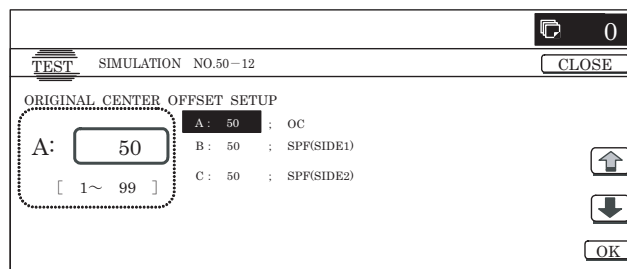 0
TEST SIMULATION NO.50-12 CLOSE
ORIGINAL CENTER OFFSET SETUP
A: 50
[ 1～ 99 ]
A : 50 ; OC
B : 50 ; SPF(SIDE1)
C : 50 ; SPF(SIDE2)
OK